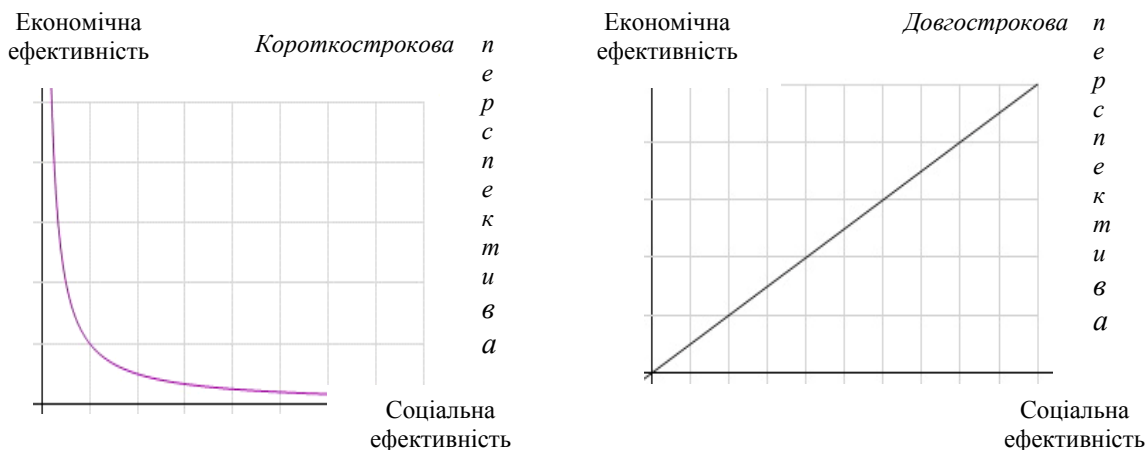 Економічна
ефективність
Короткострокова
п
е
р
с
п
е
к
т
и
в
а
Соціальна
ефективність
Економічна
ефективність
Довгострокова
п
е
р
с
п
е
к
т
и
в
а
Соціальна
ефективність